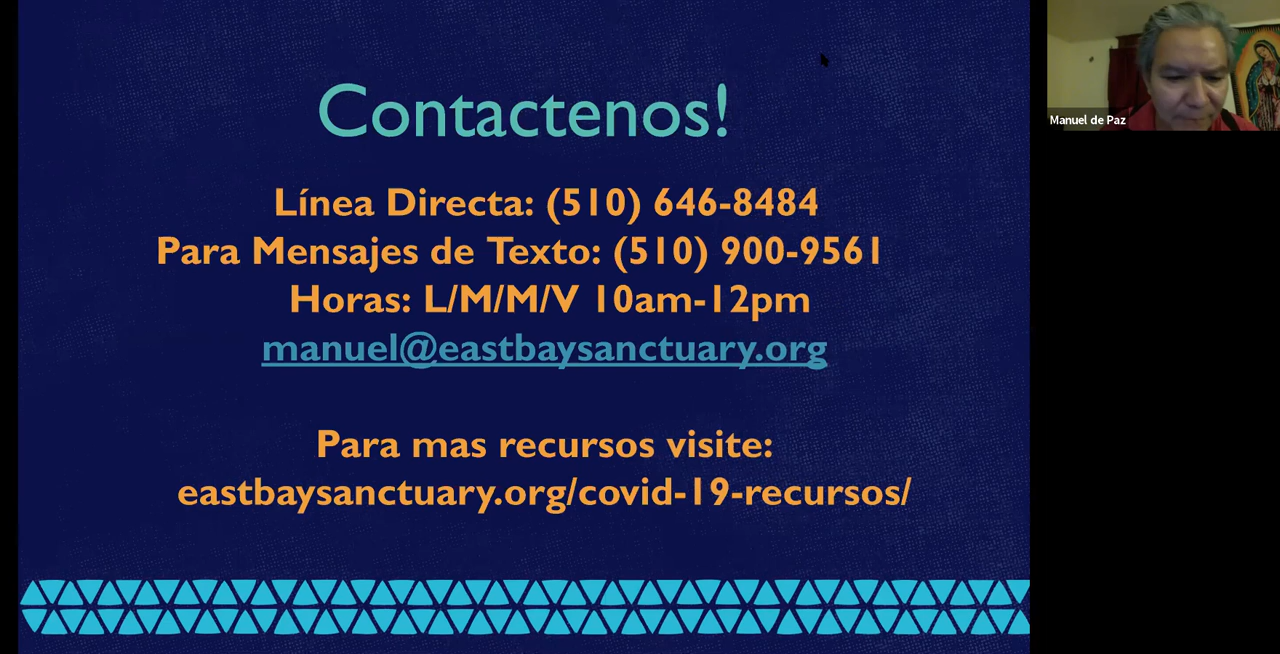 Contactenos!
Línea Directa: (510) 646-8484
Para Mensajes de Texto: (510) 900-9561
Horas: L/M/M/V 10am-12pm
manuel@eastbaysanctuary.org
Para mas recursos visite:
eastbaysanctuary.org/covid-19-recursos/
Manuel de Paz